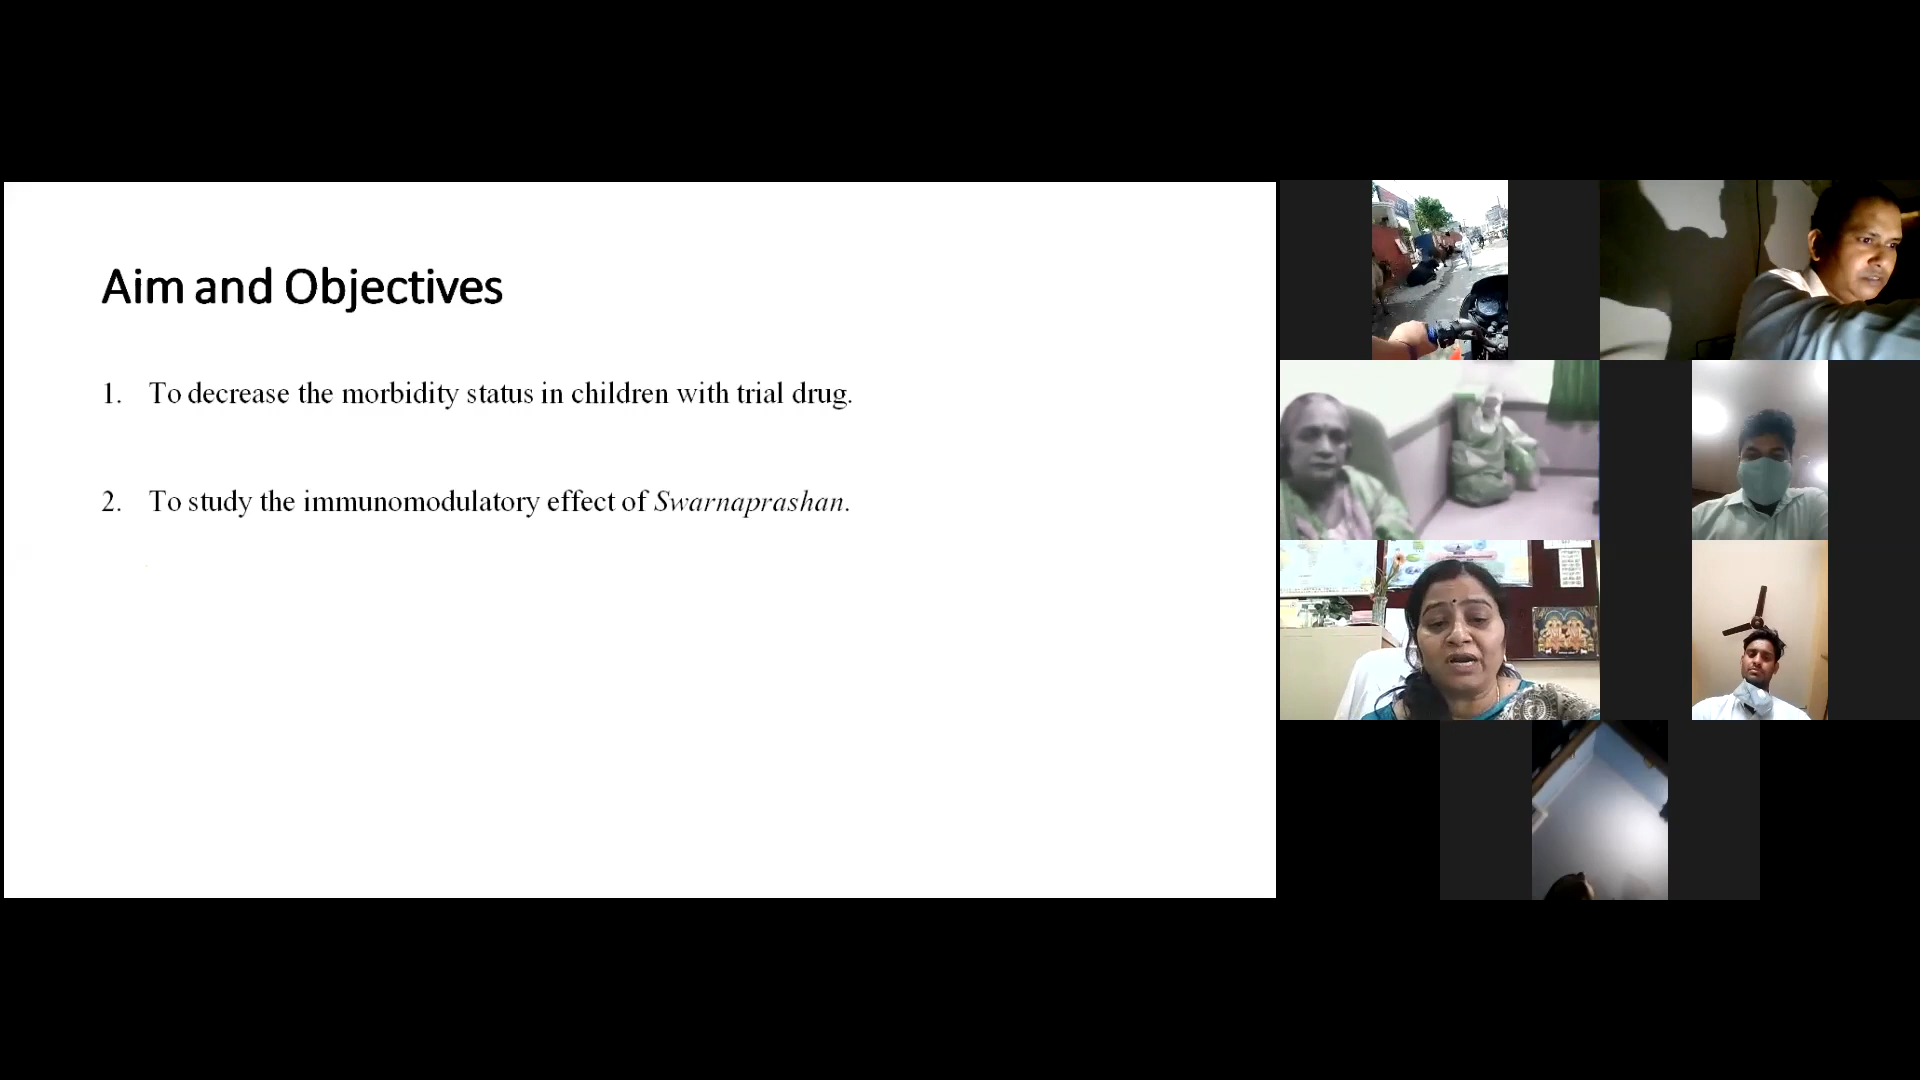 Aim and Objectives
1. To decrease the morbidity status in children with trial drug.
2. To study the immunomodulatory effect of Swarnaprashan.